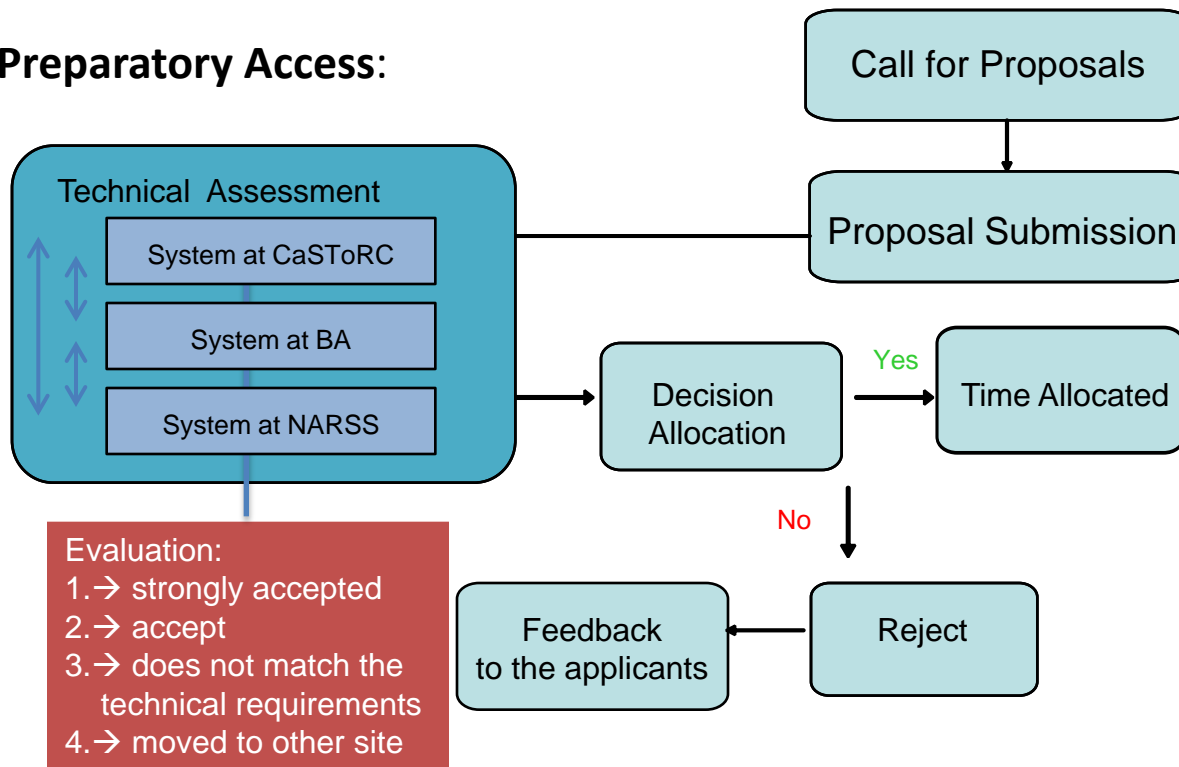 Preparatory Access:
Call for Proposals
Proposal Submission
Technical Assessment
System at CaSToRC
System at BA
System at NARSS
Decision
Allocation
Yes
Time Allocated
No
Reject
Feedback
to the applicants
Evaluation:
1.→ strongly accepted
2.→ accept
3.→ does not match the
technical requirements
4.→ moved to other site